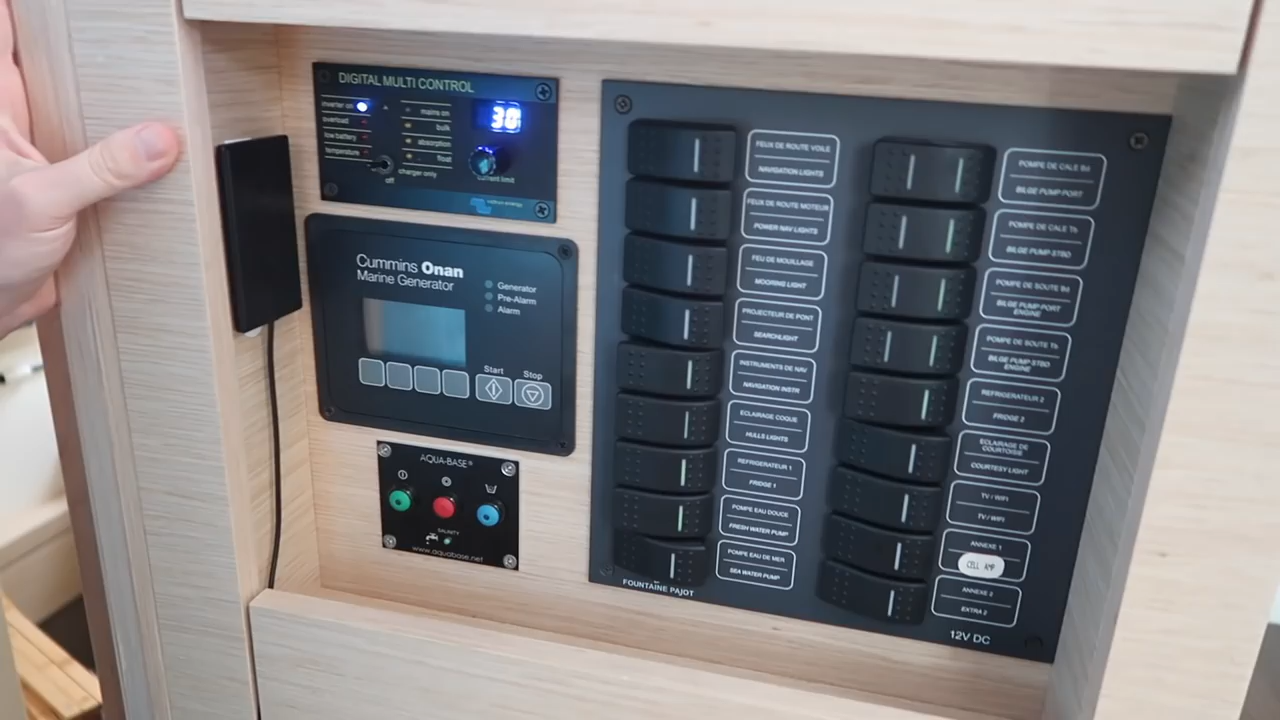 DIGITAL MULTI CONTROL
inverter on
overload
low battery
temperature
mains on
bulk
absorption
float
charger only
off
30
current limit
victron energy
Cummins Onan
Marine Generator
Generator
Pre-Alarm
Alarm
Start
Stop
AQUA-BASE®
SALINITY
www.aquabase.net
FEUX DE ROUTE VOILE
NAVIGATION LIGHTS
FEUX DE ROUTE MOTEUR
POWER NAV LIGHTS
FEU DE MOUILLAGE
MOORING LIGHT
PROJECTEUR DE PONT
SEARCHLIGHT
INSTRUMENTS DE NAV
NAVIGATION INSTR
ECLAIRAGE COQUE
HULLS LIGHTS
REFRIGERATEUR 1
FRIDGE 1
POMPE EAU DOUCE
FRESH WATER PUMP
POMPE EAU DE MER
SEA WATER PUMP
FOUNTAINE PAJOT
POMPE DE CALE Bd
BILGE PUMP PORT
POMPE DE CALE Tb
BILGE PUMP STBD
POMPE DE SOUTE Bd
BILGE PUMP PORT
ENGINE
POMPE DE SOUTE Tb
BILGE PUMP STBD
ENGINE
REFRIGERATEUR 2
FRIDGE 2
ECLAIRAGE DE
COURTOISIE
COURTESY LIGHT
TV / WIFI
TV / WIFI
ANNEXE 1
CELL AMP
ANNEXE 2
EXTRA 2
12V DC